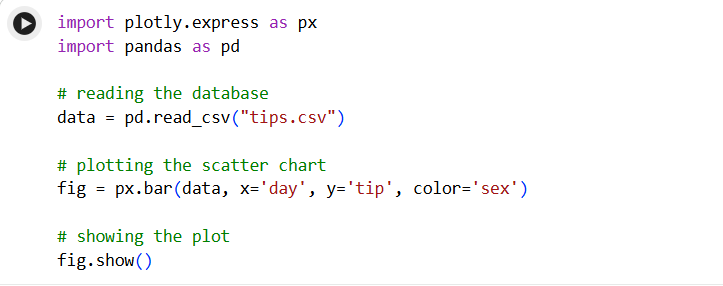 import plotly.express as px
import pandas as pd
# reading the database
data = pd.read_csv("tips.csv")
# plotting the scatter chart
fig = px.bar(data, x='day', y='tip', color='sex')
# showing the plot
fig.show()